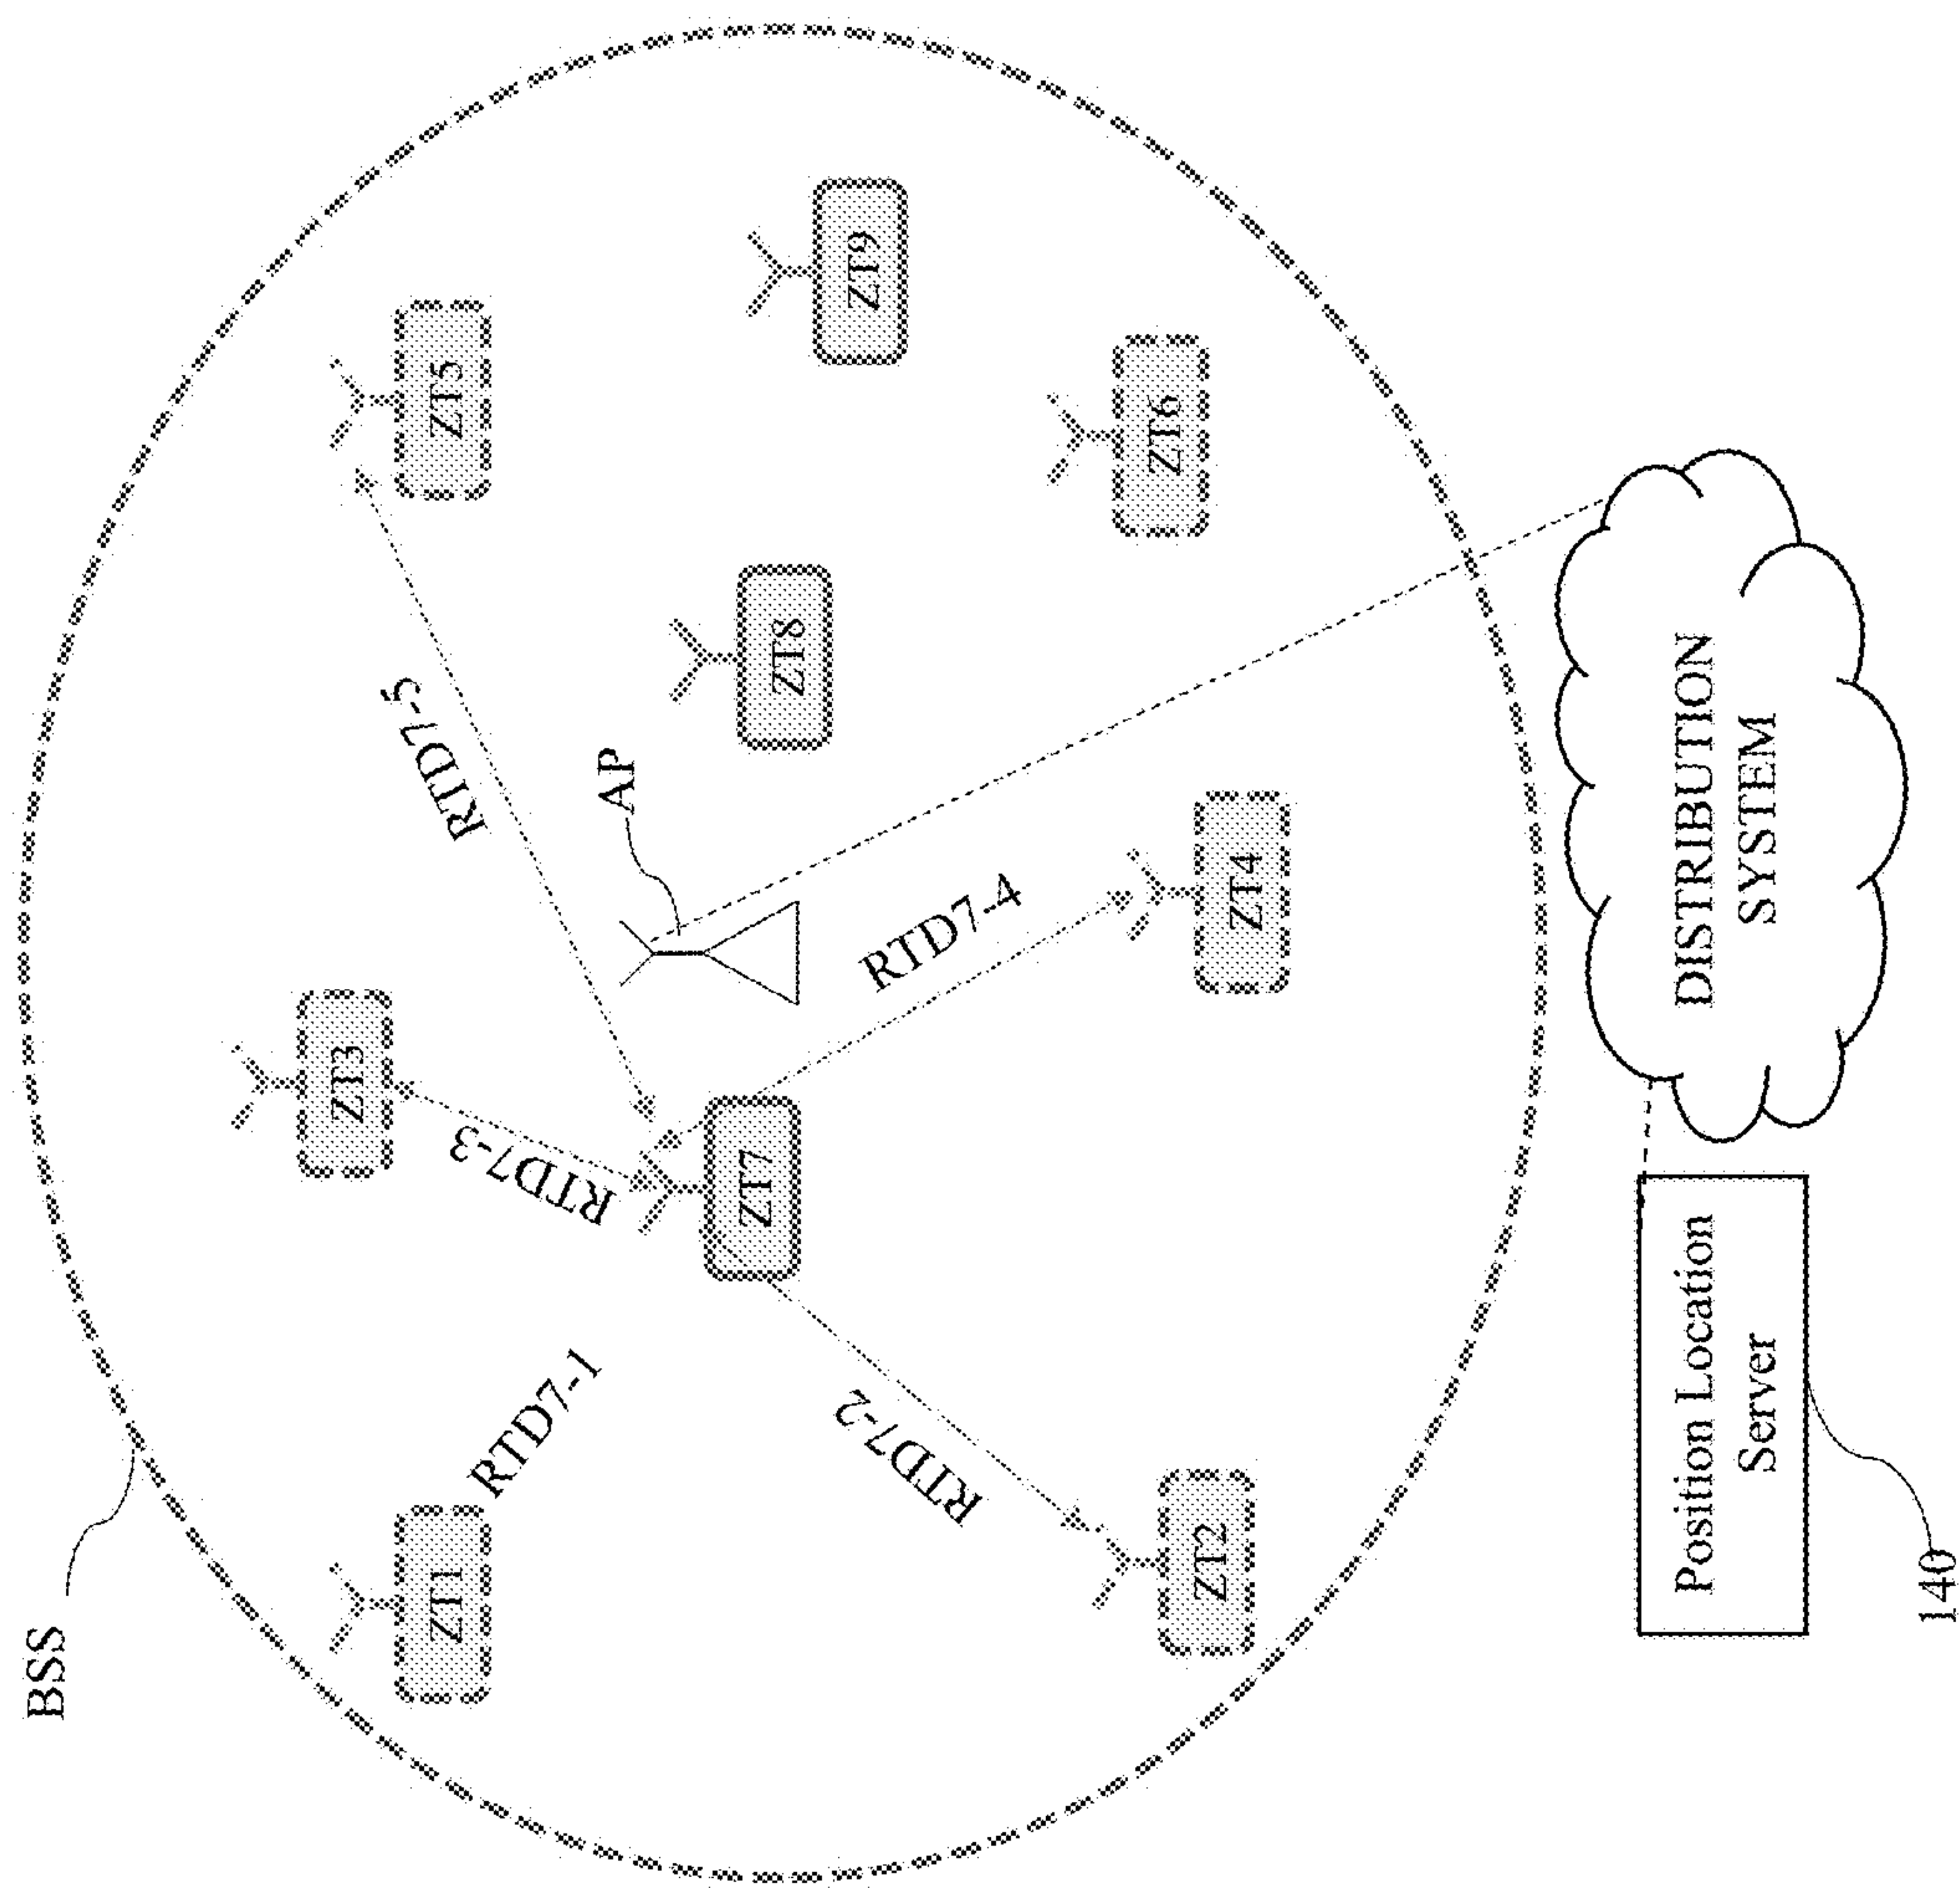 BSS
ZT1
RTD7-1
ZT3
RTD7-3
RTD7-5
ZT5
AP
ZT7
ZT8
ZT9
RTD7-2
RTD7-4
ZT2
ZT4
ZT6
Position Location
Server
DISTRIBUTION
SYSTEM
140